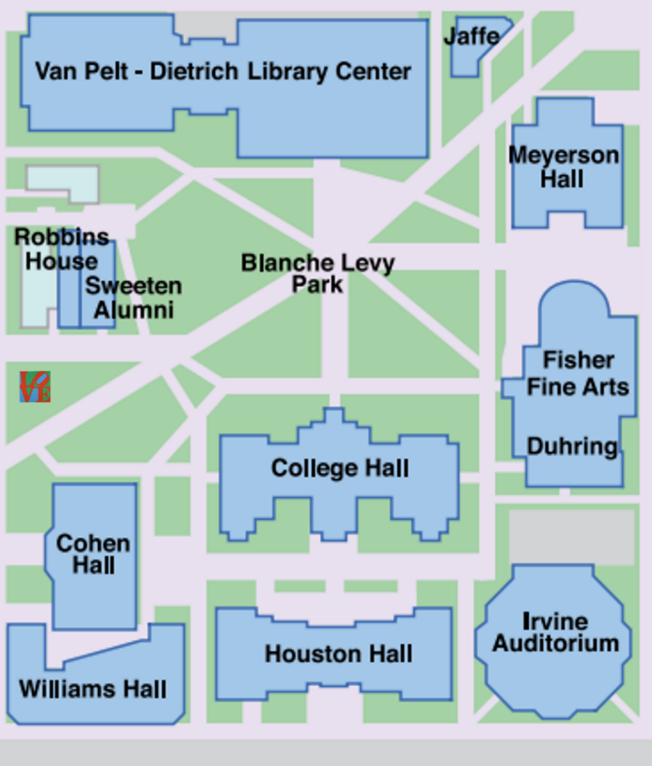 Jaffe
Van Pelt - Dietrich Library Center
Meyerson
Hall
Robbins
House
Sweeten
Alumni
Blanche Levy
Park
LOVE
Fisher
Fine Arts
Duhring
College Hall
Cohen
Hall
Irvine
Auditorium
Houston Hall
Williams Hall